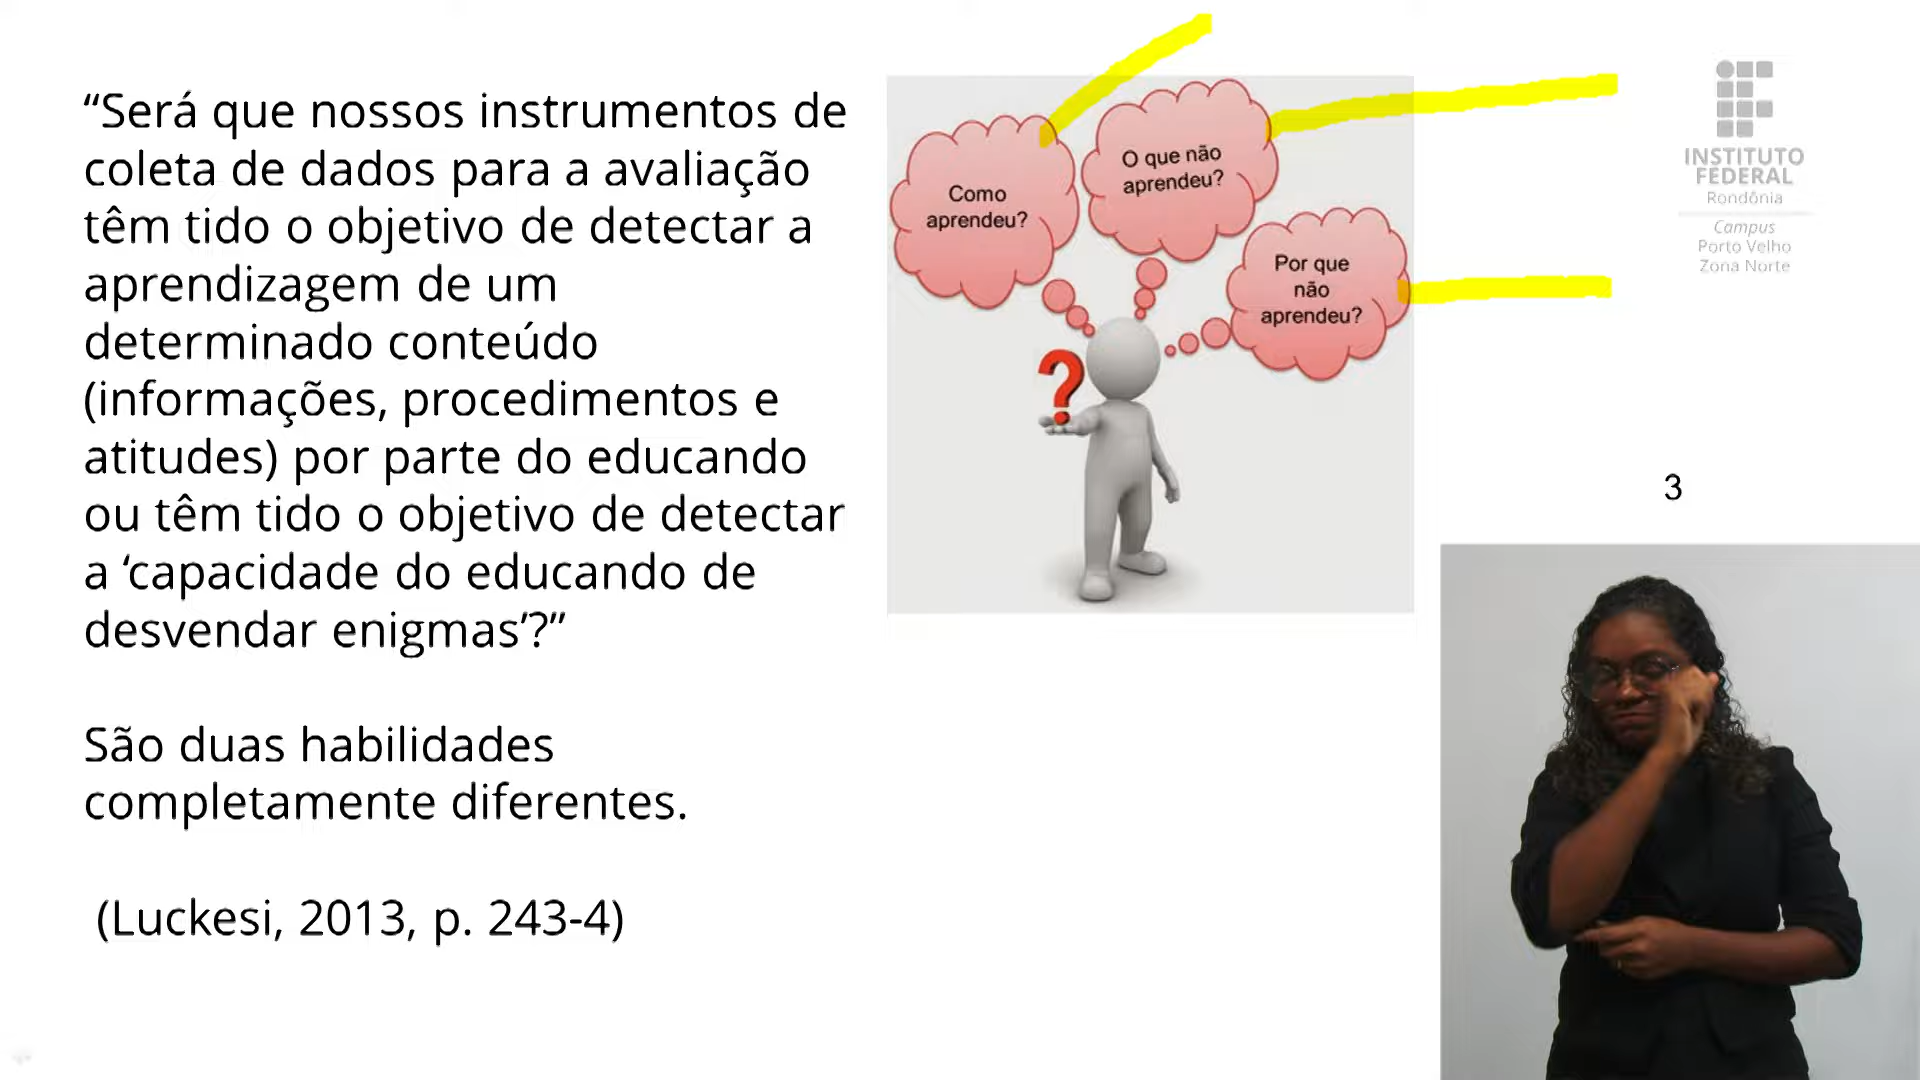 “Será que nossos instrumentos de
coleta de dados para a avaliação
têm tido o objetivo de detectar a
aprendizagem de um
determinado conteúdo
(informações, procedimentos e
atitudes) por parte do educando
ou têm tido o objetivo de detectar
a ‘capacidade do educando de
desvendar enigmas’?”
São duas habilidades
completamente diferentes.
(Luckesi, 2013, p. 243-4)
Como
aprendeu?
O que não
aprendeu?
Por que
não
aprendeu?
?
INSTITUTO
FEDERAL
Rondônia
Campus
Porto Velho
Zona Norte
3